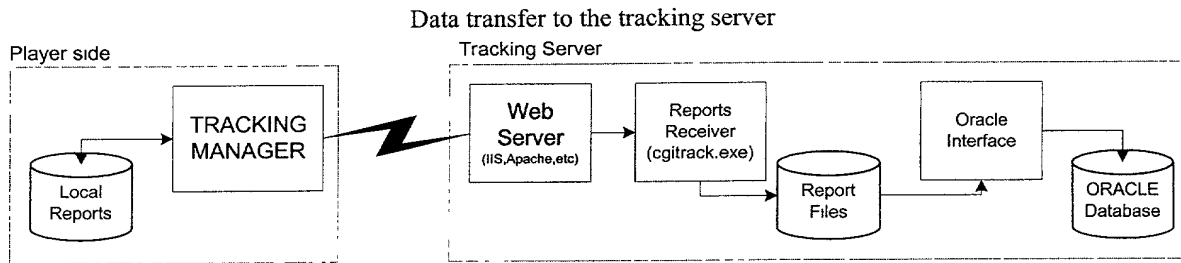 Data transfer to the tracking server
Player side
Tracking Server
TRACKING
MANAGER
Local
Reports
Web
Server
(IIS,Apache,etc)
Reports
Receiver
(cgitrack.exe)
Report
Files
Oracle
Interface
ORACLE
Database